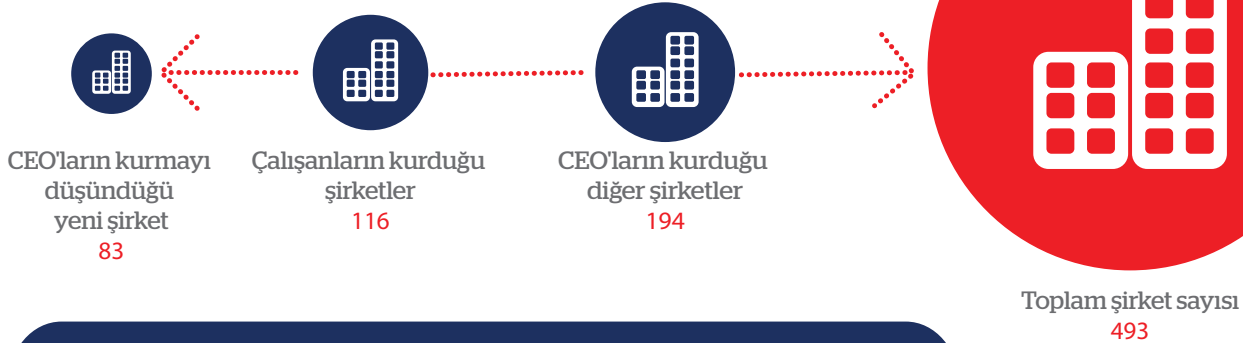 CEO'ların kurmayı
düşündüğü
yeni şirket
83
Çalışanların kurduğu
şirketler
116
CEO'ların kurduğu
diğer şirketler
194
Toplam şirket sayısı
493